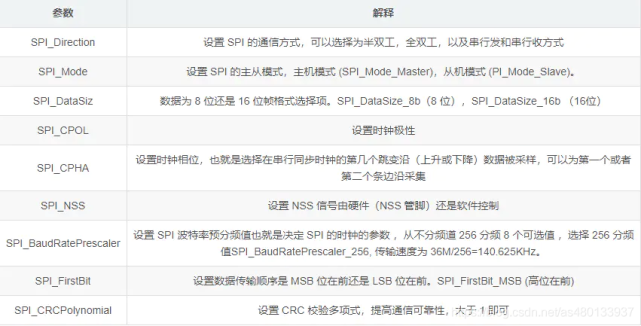 参数 解释
SPI_Direction 设置 SPI 的通信方式，可以选择为半双工，全双工，以及串行发和串行收方式
SPI_Mode 设置 SPI 的主从模式，主机模式 (SPI_Mode_Master)，从机模式 (PI_Mode_Slave)。
SPI_DataSiz 数据为 8 位还是 16 位帧格式选择项。SPI_DataSize_8b（8 位），SPI_DataSize_16b （16位）
SPI_CPOL 设置时钟极性
SPI_CPHA 设置时钟相位，也就是选择在串行同步时钟的第几个跳变沿（上升或下降）数据被采样，可以为第一个或者
第二个条边沿采集
SPI_NSS 设置 NSS 信号由硬件（NSS 管脚）还是软件控制
SPI_BaudRatePrescaler 设置 SPI 波特率预分频值也就是决定 SPI 的时钟的参数 ，从不分频道 256 分频 8 个可选值 ，选择 256 分频
值SPI_BaudRatePrescaler_256, 传输速度为 36M/256=140.625KHz。
SPI_FirstBit 设置数据传输顺序是 MSB 位在前还是 LSB 位在前。SPI_FirstBit_MSB (高位在前)
SPI_CRCPolynomial 设置 CRC 校验多项式，提高通信可靠性，大于 1 即可